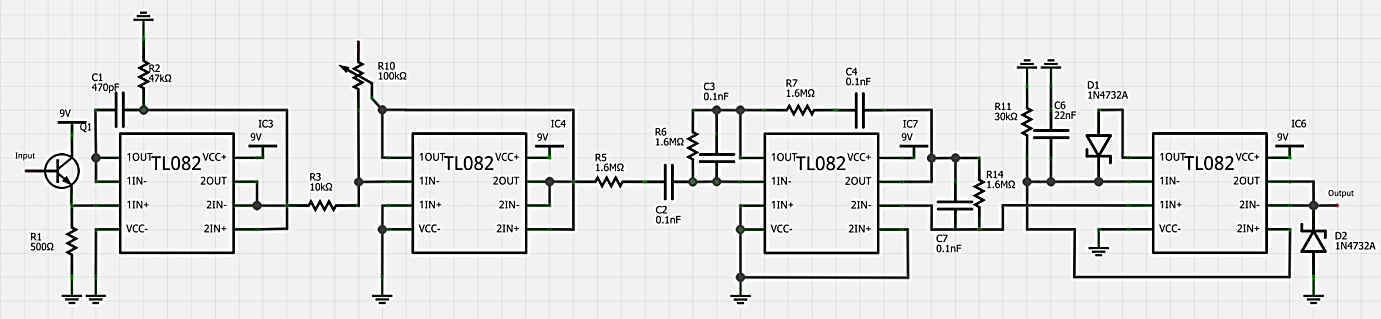 Input
9V
Q1
R1
500Ω
C1
470pF
R2
47kΩ
IC3
9V
TL082
1OUT
1IN-
1IN+
VCC-
VCC+
2OUT
2IN-
2IN+
R3
10kΩ
R10
100kΩ
IC4
9V
TL082
1OUT
1IN-
1IN+
VCC-
VCC+
2OUT
2IN-
2IN+
R5
1.6MΩ
C2
0.1nF
R6
1.6MΩ
C3
0.1nF
R7
1.6MΩ
C4
0.1nF
IC7
9V
TL082
1OUT
1IN-
1IN+
VCC-
VCC+
2OUT
2IN-
2IN+
R14
1.6MΩ
C7
0.1nF
R11
30kΩ
C6
22nF
D1
1N4732A
IC6
9V
TL082
1OUT
1IN-
1IN+
VCC-
VCC+
2OUT
2IN-
2IN+
Output
D2
1N4732A